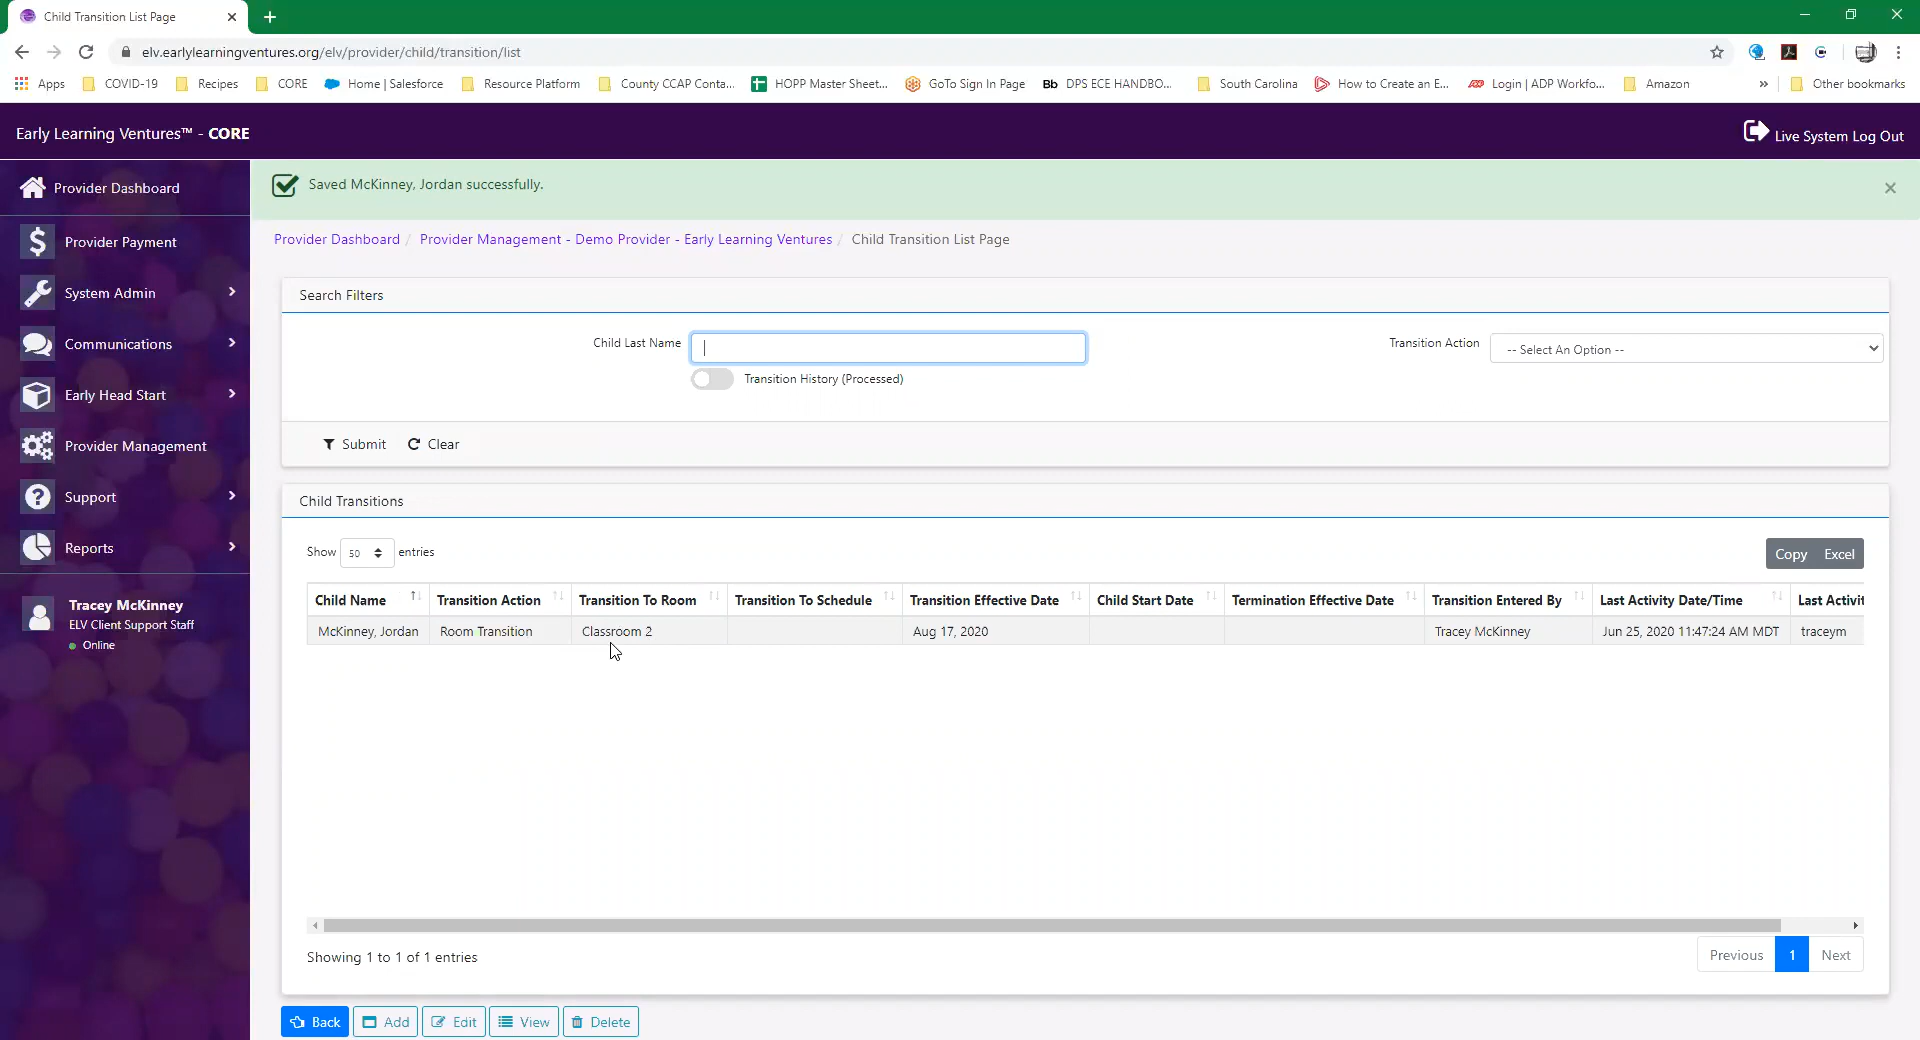 Child Transition List Page
elv.earlylearningventures.org/elv/provider/child/transition/list
Apps COVID-19 Recipes CORE Home | Salesforce Resource Platform County CCAP Conta... HOPP Master Sheet... GoTo Sign In Page Bb DPS ECE HANDBO... South Carolina How to Create an E... Login | ADP Workfo... Amazon » Other bookmarks
Early Learning Ventures™ - CORE
Live System Log Out
Provider Dashboard
Provider Payment
System Admin
Communications
Early Head Start
Provider Management
Support
Reports
Tracey McKinney
ELV Client Support Staff
Online
Saved McKinney, Jordan successfully.
Provider Dashboard / Provider Management - Demo Provider - Early Learning Ventures / Child Transition List Page
Search Filters
Child Last Name
Transition Action -- Select An Option --
Transition History (Processed)
Submit Clear
Child Transitions
Show 50 entries
Copy Excel
Child Name Transition Action Transition To Room Transition To Schedule Transition Effective Date Child Start Date Termination Effective Date Transition Entered By Last Activity Date/Time Last Activit
McKinney, Jordan Room Transition Classroom 2 Aug 17, 2020 Tracey McKinney Jun 25, 2020 11:47:24 AM MDT traceym
Showing 1 to 1 of 1 entries
Previous 1 Next
Back Add Edit View Delete